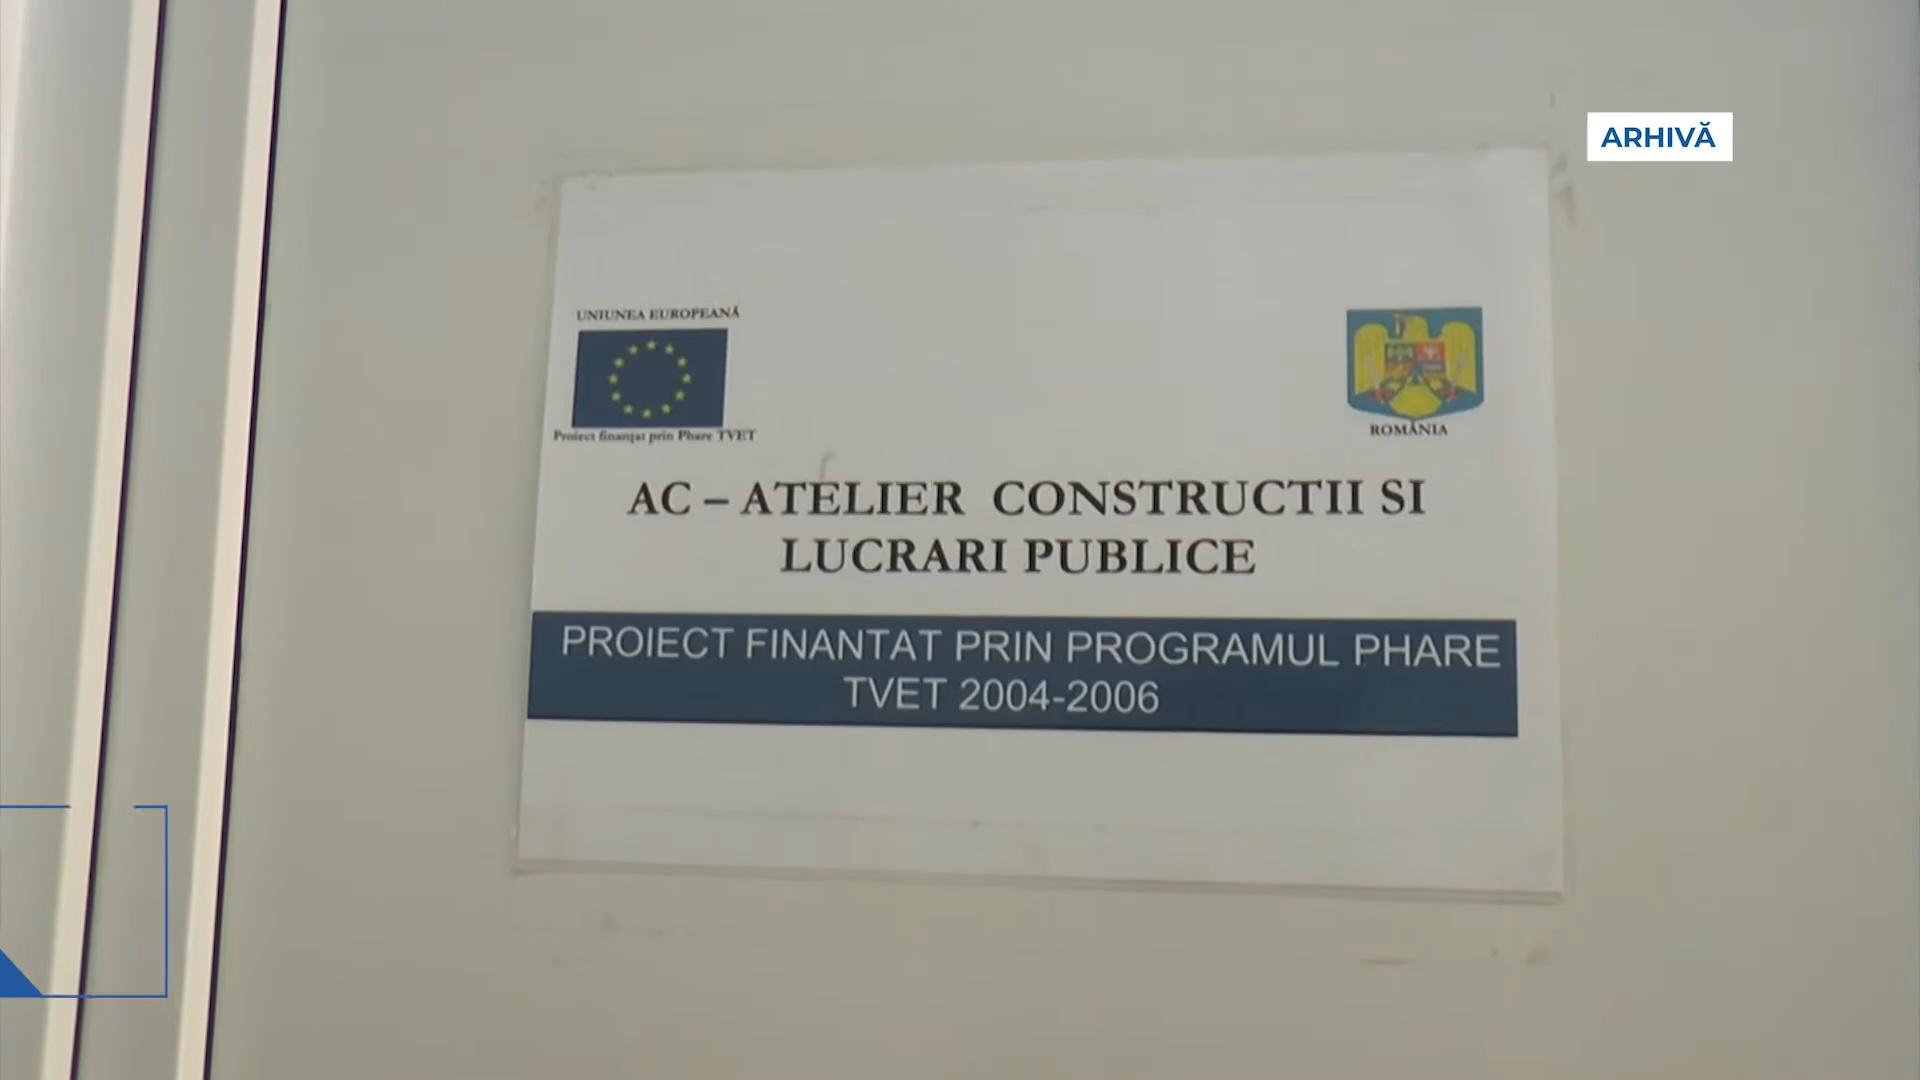 ARHIVĂ
UNIUNEA EUROPEANĂ
Proiect finanțat prin Phare TVET
ROMÂNIA
AC – ATELIER CONSTRUCTII SI
LUCRARI PUBLICE
PROIECT FINANTAT PRIN PROGRAMUL PHARE
TVET 2004-2006